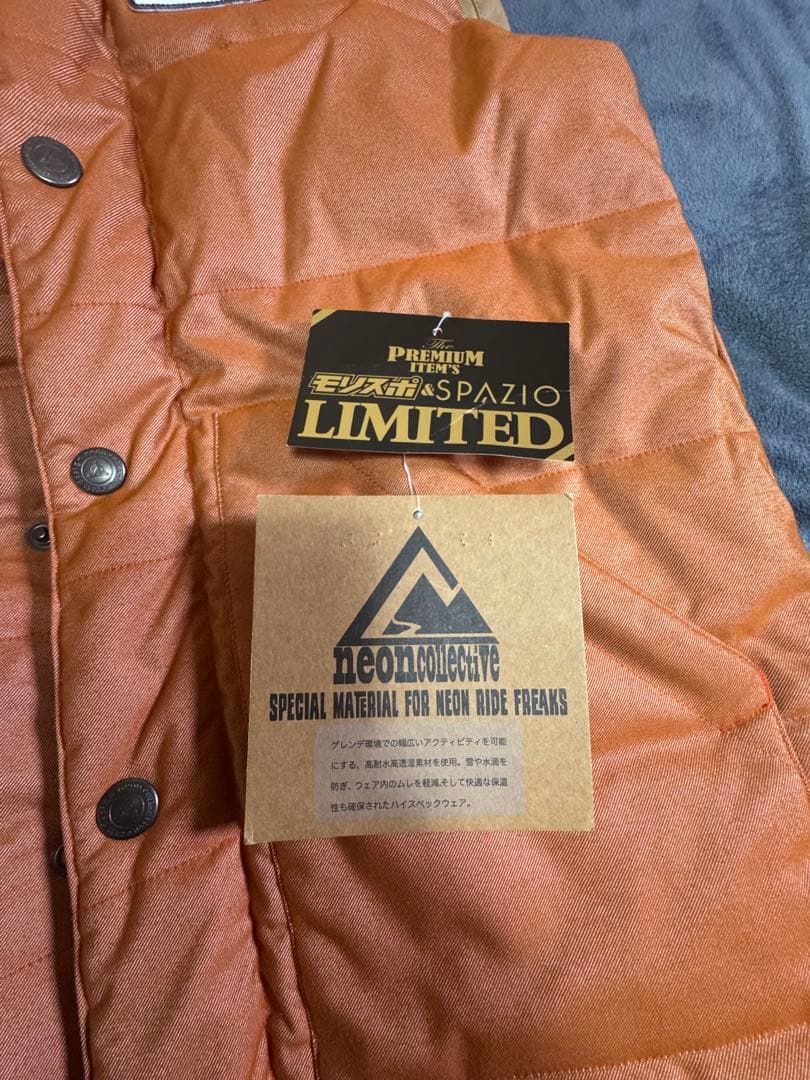 The
PREMIUM
ITEM'S
モリスポ&SPAZIO
LIMITED
neoncollective
SPECIAL MATERIAL FOR NEON RIDE FREAKS
ゲレンデ環境での幅広いアクティビティを可能
にする、高耐水高透湿素材を使用。雪や水滴を
防ぎ、ウェア内のムレを軽減、そして快適な保温
性も確保されたハイスペックウェア。